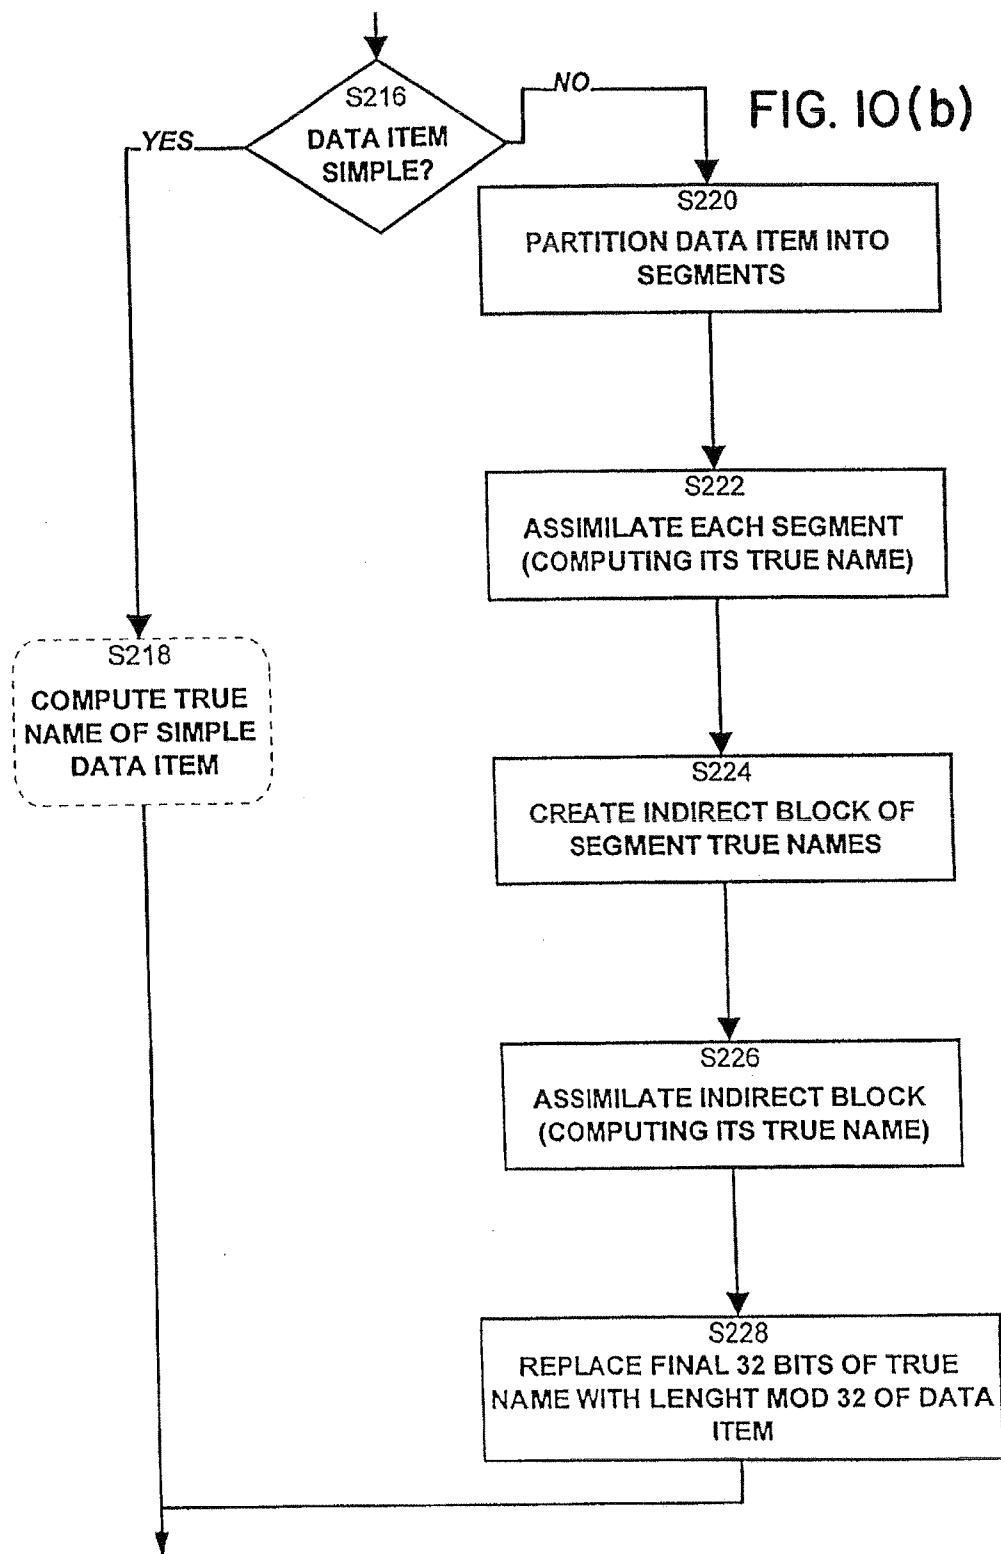 FIG. 10(b)
S216
DATA ITEM
SIMPLE?
YES
NO
S220
PARTITION DATA ITEM INTO
SEGMENTS
S222
ASSIMILATE EACH SEGMENT
(COMPUTING ITS TRUE NAME)
S218
COMPUTE TRUE
NAME OF SIMPLE
DATA ITEM
S224
CREATE INDIRECT BLOCK OF
SEGMENT TRUE NAMES
S226
ASSIMILATE INDIRECT BLOCK
(COMPUTING ITS TRUE NAME)
S228
REPLACE FINAL 32 BITS OF TRUE
NAME WITH LENGHT MOD 32 OF DATA
ITEM